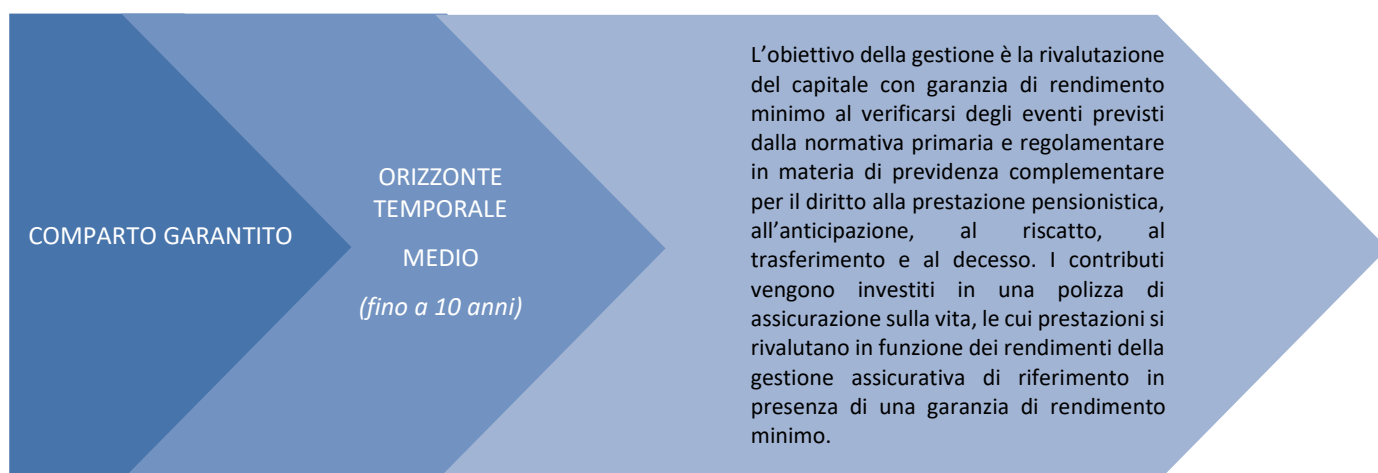 COMPARTO GARANTITO
ORIZZONTE
TEMPORALE
MEDIO
(fino a 10 anni)
L’obiettivo della gestione è la rivalutazione
del capitale con garanzia di rendimento
minimo al verificarsi degli eventi previsti
dalla normativa primaria e regolamentare
in materia di previdenza complementare
per il diritto alla prestazione pensionistica,
all’anticipazione, al riscatto, al
trasferimento e al decesso. I contributi
vengono investiti in una polizza di
assicurazione sulla vita, le cui prestazioni si
rivalutano in funzione dei rendimenti della
gestione assicurativa di riferimento in
presenza di una garanzia di rendimento
minimo.